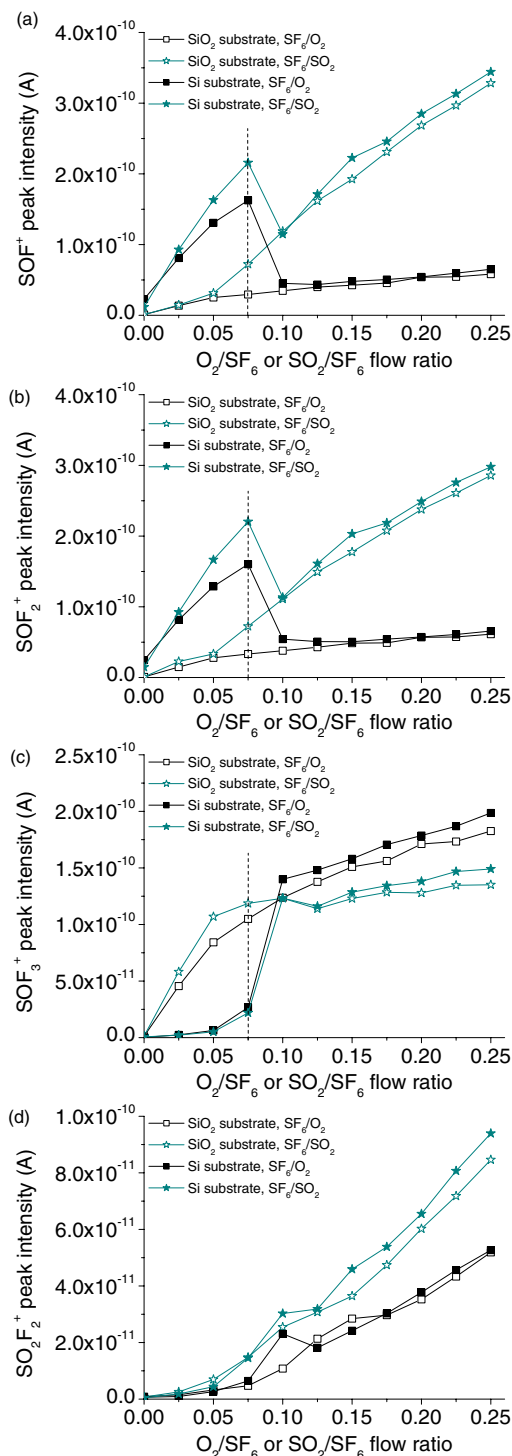 (a)
4.0x10⁻¹⁰
SiO₂ substrate, SF₆/O₂
SiO₂ substrate, SF₆/SO₂
Si substrate, SF₆/O₂
Si substrate, SF₆/SO₂
3.0x10⁻¹⁰
2.0x10⁻¹⁰
1.0x10⁻¹⁰
0.0
SOF⁺ peak intensity (A)
0.00 0.05 0.10 0.15 0.20 0.25
O₂/SF₆ or SO₂/SF₆ flow ratio
(b)
4.0x10⁻¹⁰
SiO₂ substrate, SF₆/O₂
SiO₂ substrate, SF₆/SO₂
Si substrate, SF₆/O₂
Si substrate, SF₆/SO₂
3.0x10⁻¹⁰
2.0x10⁻¹⁰
1.0x10⁻¹⁰
0.0
SOF₂⁺ peak intensity (A)
0.00 0.05 0.10 0.15 0.20 0.25
O₂/SF₆ or SO₂/SF₆ flow ratio
(c)
2.5x10⁻¹⁰
SiO₂ substrate, SF₆/O₂
SiO₂ substrate, SF₆/SO₂
Si substrate, SF₆/O₂
Si substrate, SF₆/SO₂
2.0x10⁻¹⁰
1.5x10⁻¹⁰
1.0x10⁻¹⁰
5.0x10⁻¹¹
0.0
SOF₃⁺ peak intensity (A)
0.00 0.05 0.10 0.15 0.20 0.25
O₂/SF₆ or SO₂/SF₆ flow ratio
(d)
1.0x10⁻¹⁰
SiO₂ substrate, SF₆/O₂
SiO₂ substrate, SF₆/SO₂
Si substrate, SF₆/O₂
Si substrate, SF₆/SO₂
8.0x10⁻¹¹
6.0x10⁻¹¹
4.0x10⁻¹¹
2.0x10⁻¹¹
0.0
SO₂F₂⁺ peak intensity (A)
0.00 0.05 0.10 0.15 0.20 0.25
O₂/SF₆ or SO₂/SF₆ flow ratio